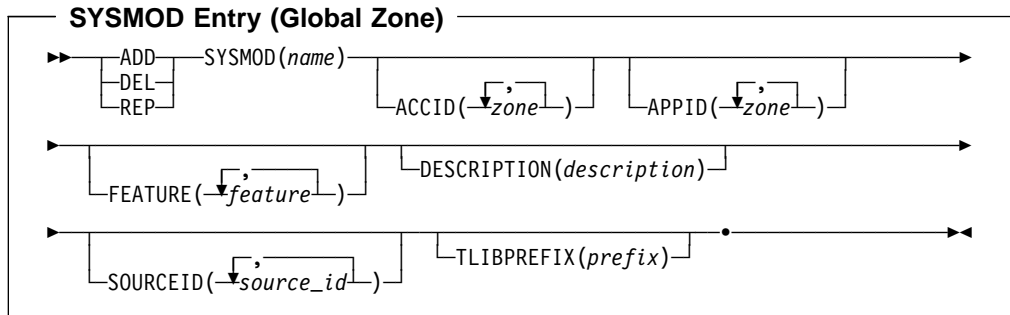 SYSMOD Entry (Global Zone)
ADD SYSMOD(name)
DEL
REP
ACCID( , zone ) APPID( , zone )
FEATURE( , feature ) DESCRIPTION(description)
SOURCEID( , source_id ) TLIBPREFIX(prefix)